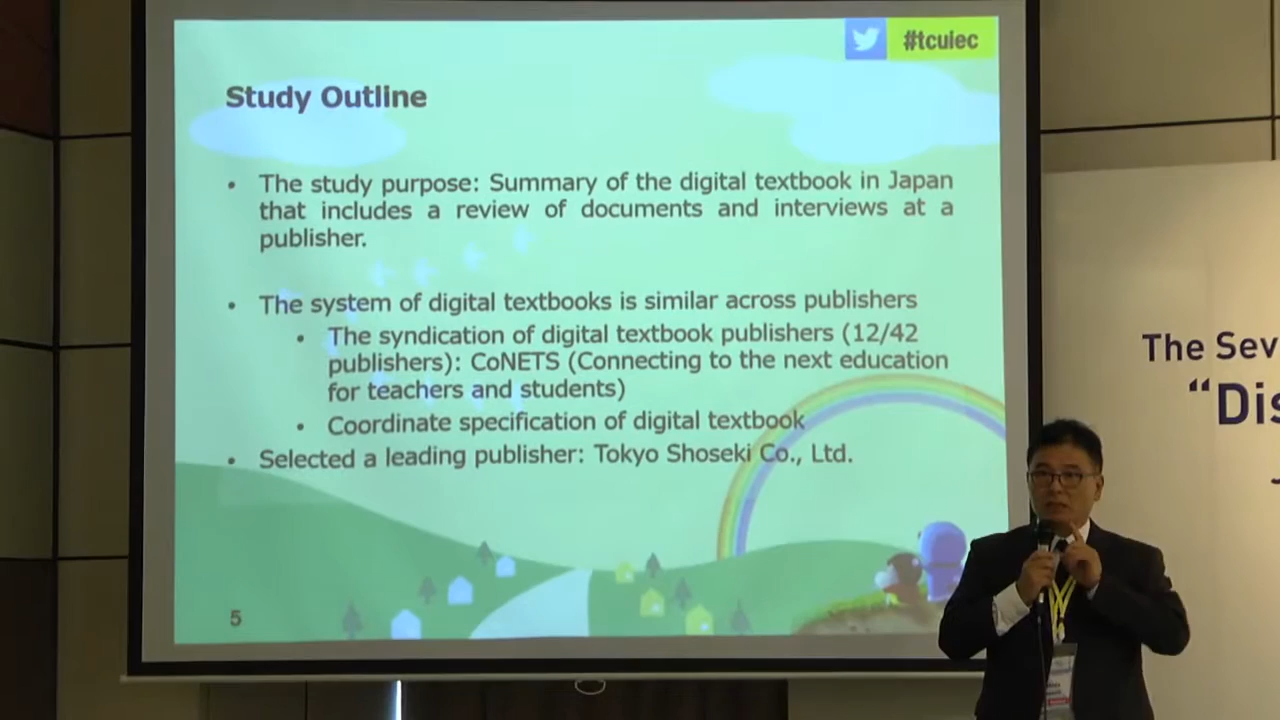 #tcuiec
Study Outline
• The study purpose: Summary of the digital textbook in Japan
that includes a review of documents and interviews at a
publisher.
• The system of digital textbooks is similar across publishers
• The syndication of digital textbook publishers (12/42
publishers): CoNETS (Connecting to the next education
for teachers and students)
• Coordinate specification of digital textbook
• Selected a leading publisher: Tokyo Shoseki Co., Ltd.
5
The Sev
“Dis